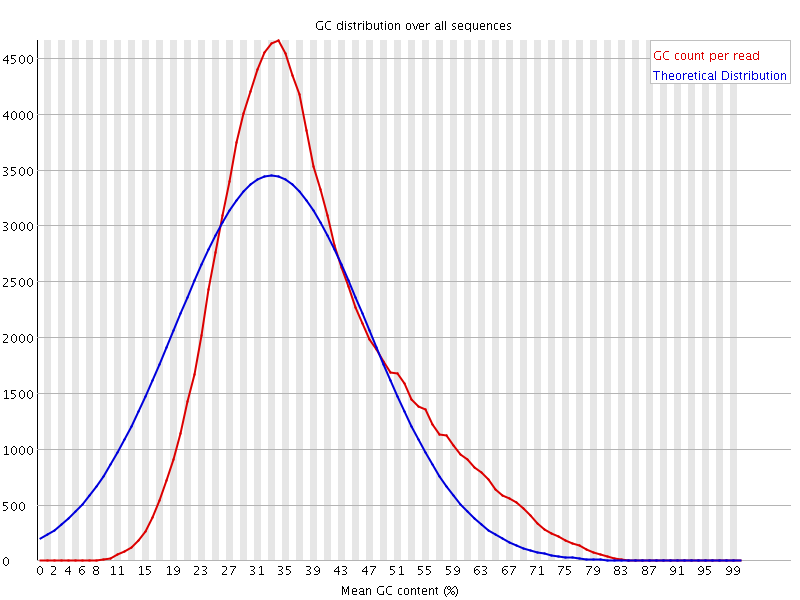 GC distribution over all sequences
GC count per read
Theoretical Distribution
4500
4000
3500
3000
2500
2000
1500
1000
500
0
0 2 4 6 8 11 15 19 23 27 31 35 39 43 47 51 55 59 63 67 71 75 79 83 87 91 95 99
Mean GC content (%)